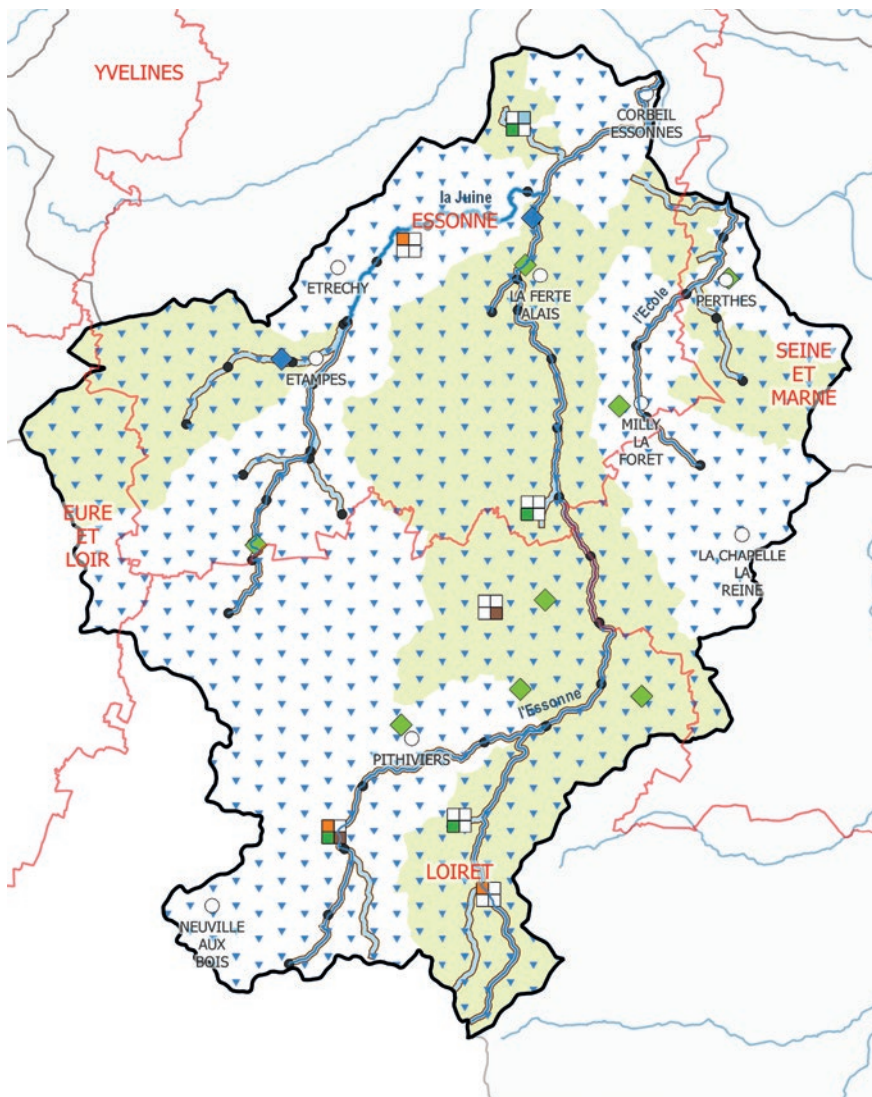 YVELINES
CORBEIL
ESSONNES
la Juine
ESSONNE
ETRECHY
LA FERTE
ALAIS
l'Ecole
PERTHES
ETAMPES
SEINE
ET
MARNE
MILLY
LA
FORET
EURE
ET
LOIR
LA CHAPELLE
LA
REINE
l'Essonne
PITHIVIERS
LOIRET
NEUVILLE
AUX
BOIS